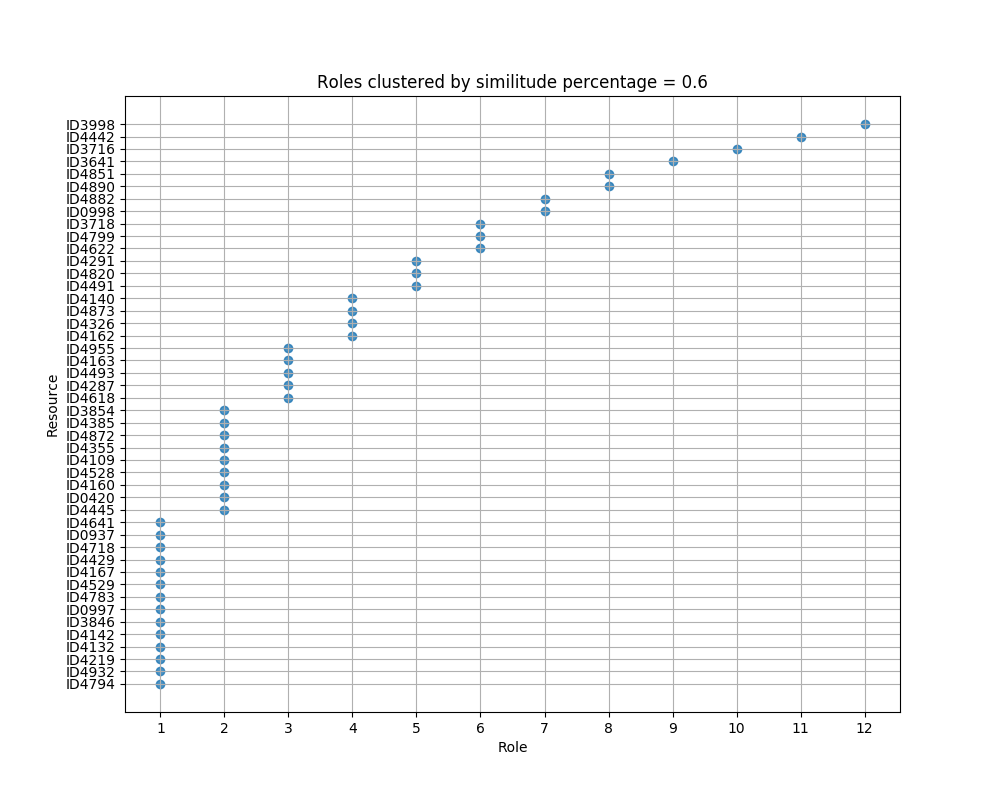 Roles clustered by similitude percentage = 0.6
ID3998
ID4442
ID3716
ID3641
ID4851
ID4890
ID4882
ID0998
ID3718
ID4799
ID4622
ID4291
ID4820
ID4491
ID4140
ID4873
ID4326
ID4162
ID4955
ID4163
ID4493
ID4287
ID4618
ID3854
ID4385
ID4872
ID4355
ID4109
ID4528
ID4160
ID0420
ID4445
ID4641
ID0937
ID4718
ID4429
ID4167
ID4529
ID4783
ID0997
ID3846
ID4142
ID4132
ID4219
ID4932
ID4794
Resource
1 2 3 4 5 6 7 8 9 10 11 12
Role